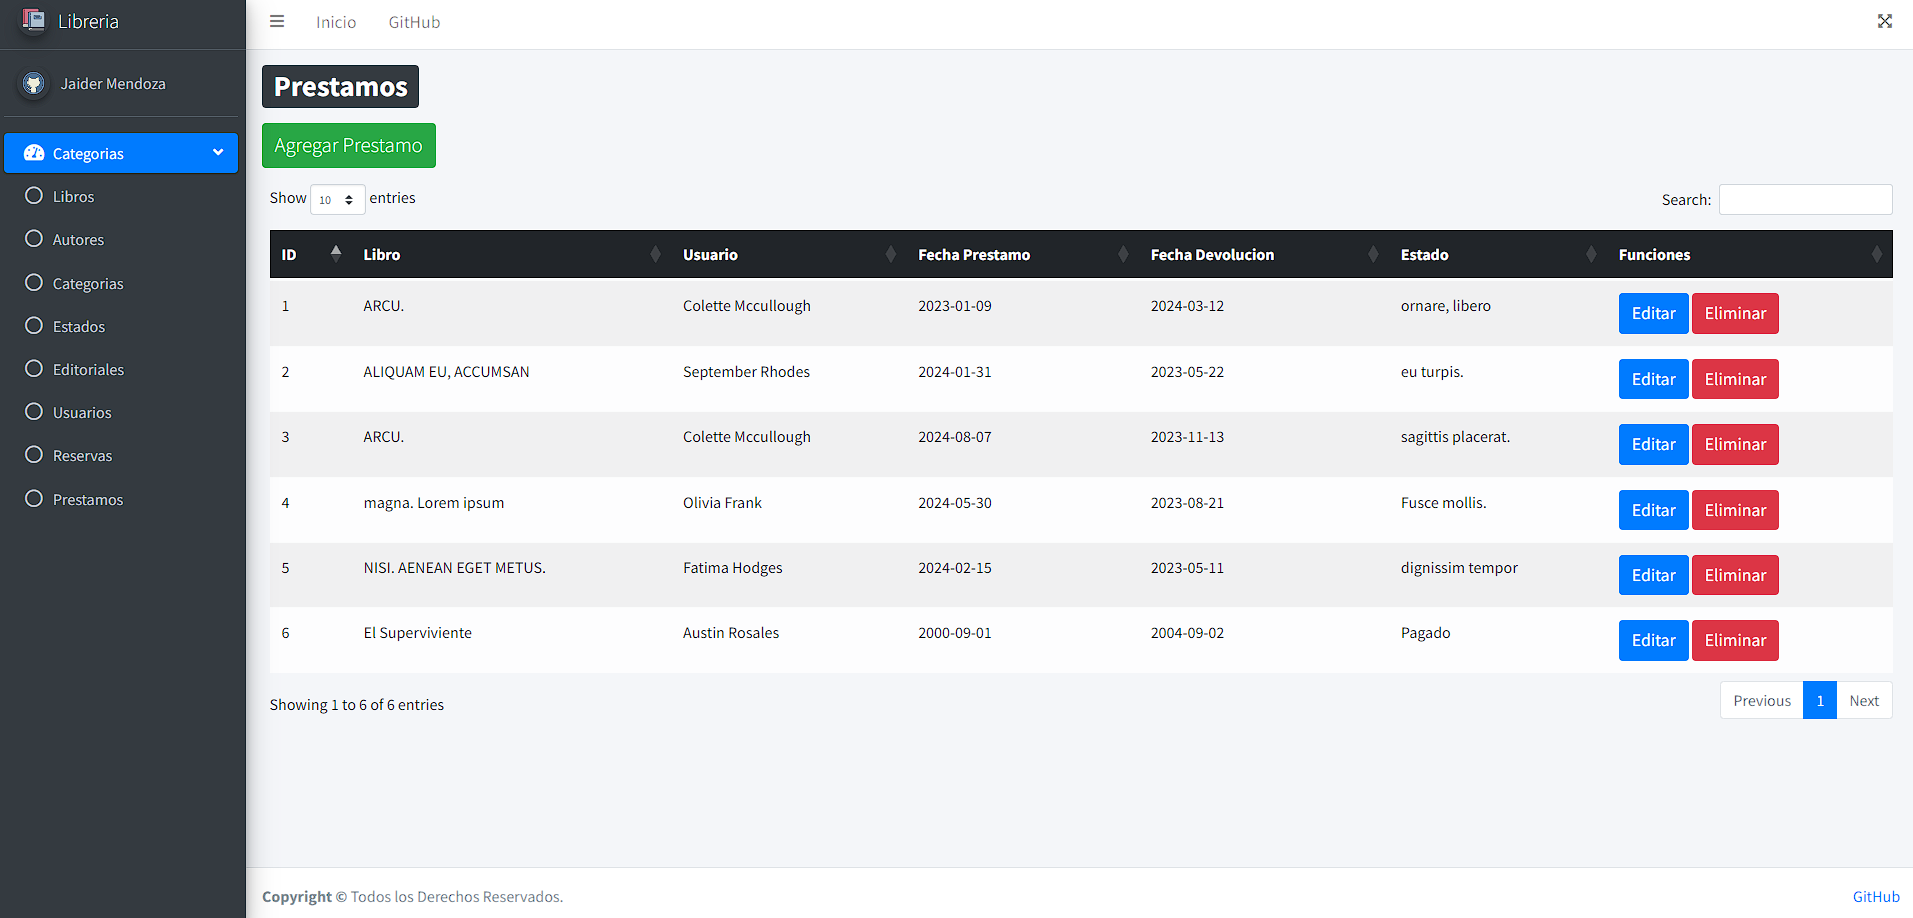 Libreria
Inicio GitHub
Jaider Mendoza
Categorias
Libros
Autores
Categorias
Estados
Editoriales
Usuarios
Reservas
Prestamos
Prestamos
Agregar Prestamo
Show 10 entries
Search:
ID Libro Usuario Fecha Prestamo Fecha Devolucion Estado Funciones
1 ARCU. Colette Mccullough 2023-01-09 2024-03-12 ornare, libero Editar Eliminar
2 ALIQUAM EU, ACCUMSAN September Rhodes 2024-01-31 2023-05-22 eu turpis. Editar Eliminar
3 ARCU. Colette Mccullough 2024-08-07 2023-11-13 sagittis placerat. Editar Eliminar
4 magna. Lorem ipsum Olivia Frank 2024-05-30 2023-08-21 Fusce mollis. Editar Eliminar
5 NISI. AENEAN EGET METUS. Fatima Hodges 2024-02-15 2023-05-11 dignissim tempor Editar Eliminar
6 El Superviviente Austin Rosales 2000-09-01 2004-09-02 Pagado Editar Eliminar
Showing 1 to 6 of 6 entries
Previous 1 Next
Copyright © Todos los Derechos Reservados.
GitHub